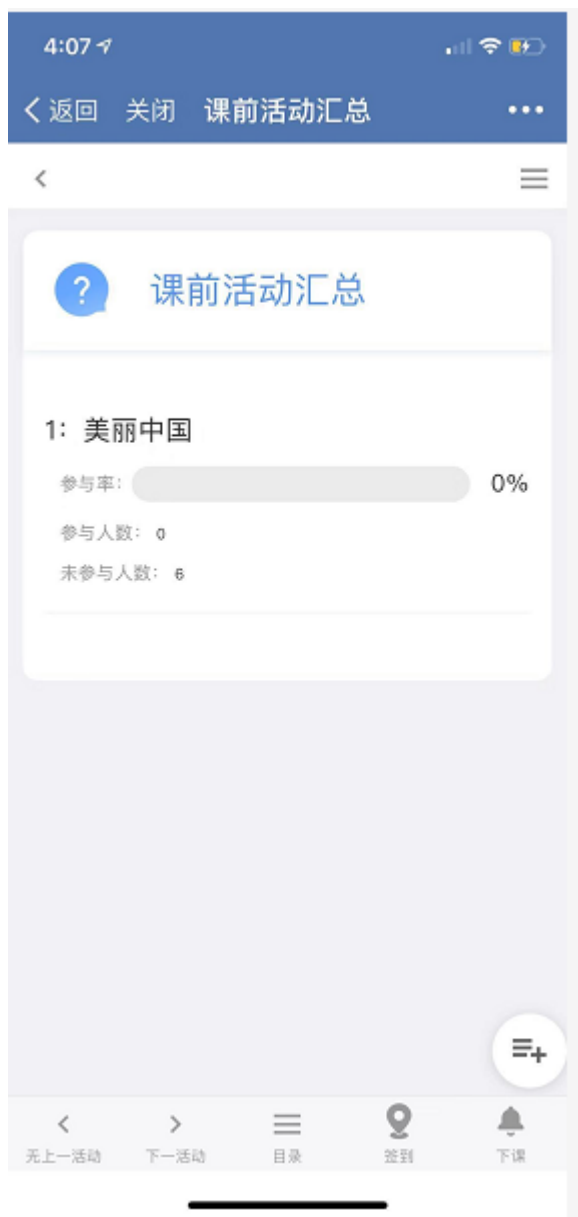 4:07
返回 关闭 课前活动汇总
课前活动汇总
1: 美丽中国
参与率: 0%
参与人数: 0
未参与人数: 6
无上一活动 下一活动 目录 签到 下课